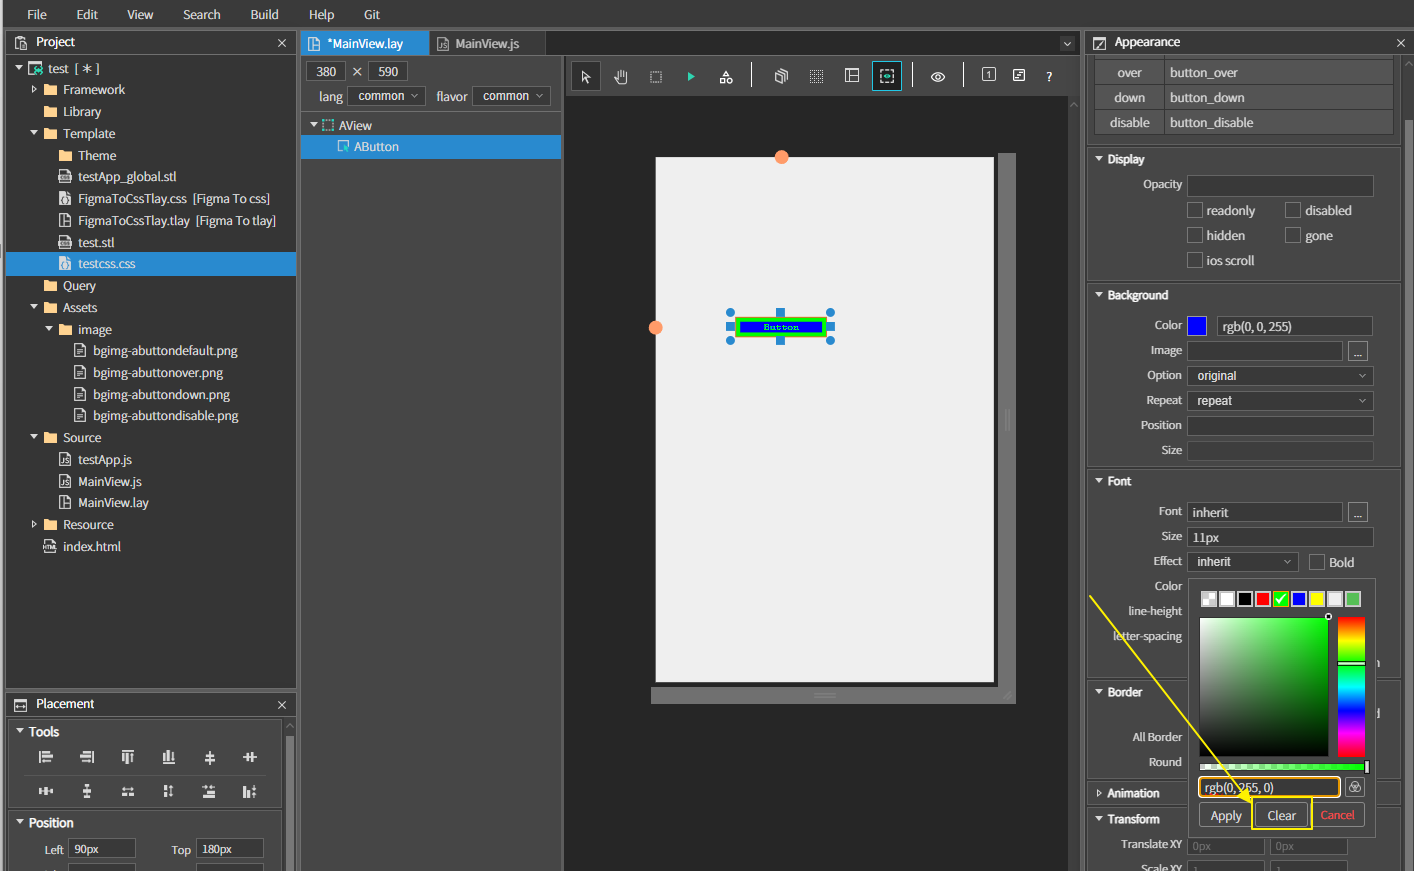 File Edit View Search Build Help Git
Project
test [ * ]
Framework
Library
Template
Theme
testApp_global.stl
FigmaToCssTlay.css [Figma To css]
FigmaToCssTlay.tlay [Figma To tlay]
test.stl
testcss.css
Query
Assets
image
bgimg-abuttondefault.png
bgimg-abuttonover.png
bgimg-abuttondown.png
bgimg-abuttondisable.png
Source
testApp.js
MainView.js
MainView.lay
Resource
index.html
Placement
Tools
Position
Left 90px Top 180px
*MainView.lay MainView.js
380 × 590
lang common flavor common
1 ?
AView
AButton
Button
Appearance
over button_over
down button_down
disable button_disable
Display
Opacity
readonly disabled
hidden gone
ios scroll
Background
Color rgb(0, 0, 255)
Image ...
Option original
Repeat repeat
Position
Size
Font
Font inherit ...
Size 11px
Effect inherit Bold
Color
line-height
letter-spacing
Border
All Border
Round
rgb(0, 255, 0)
Animation
Apply Clear Cancel
Transform
Translate XY 0px 0px
Scale XY 1 1